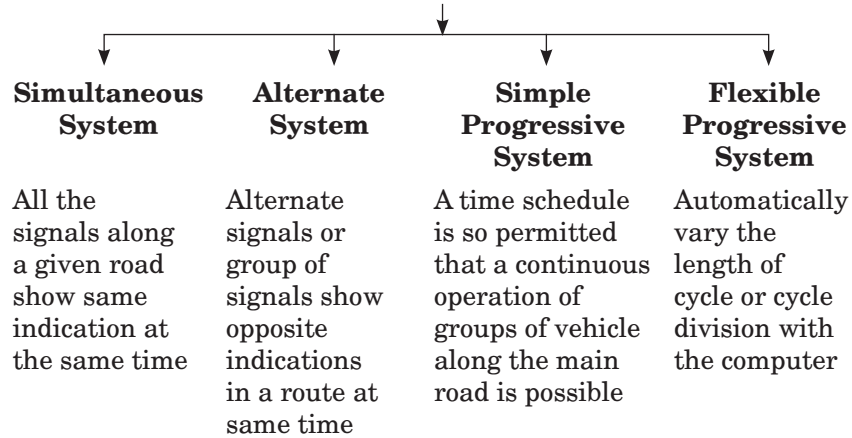 Simultaneous
System
All the
signals along
a given road
show same
indication at
the same time
Alternate
System
Alternate
signals or
group of
signals show
opposite
indications
in a route at
same time
Simple
Progressive
System
A time schedule
is so permitted
that a continuous
operation of
groups of vehicle
along the main
road is possible
Flexible
Progressive
System
Automatically
vary the
length of
cycle or cycle
division with
the computer